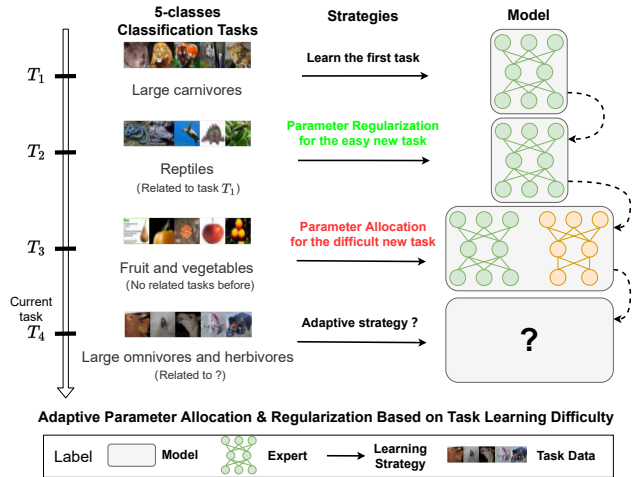 5-classes
Classification Tasks
Strategies
Model
T1
Large carnivores
Learn the first task
T2
Reptiles
(Related to task T1)
Parameter Regularization
for the easy new task
T3
Fruit and vegetables
(No related tasks before)
Parameter Allocation
for the difficult new task
Current
task
T4
Large omnivores and herbivores
(Related to ?)
Adaptive strategy ?
?
Adaptive Parameter Allocation & Regularization Based on Task Learning Difficulty
Label
Model
Expert
Learning
Strategy
Task Data